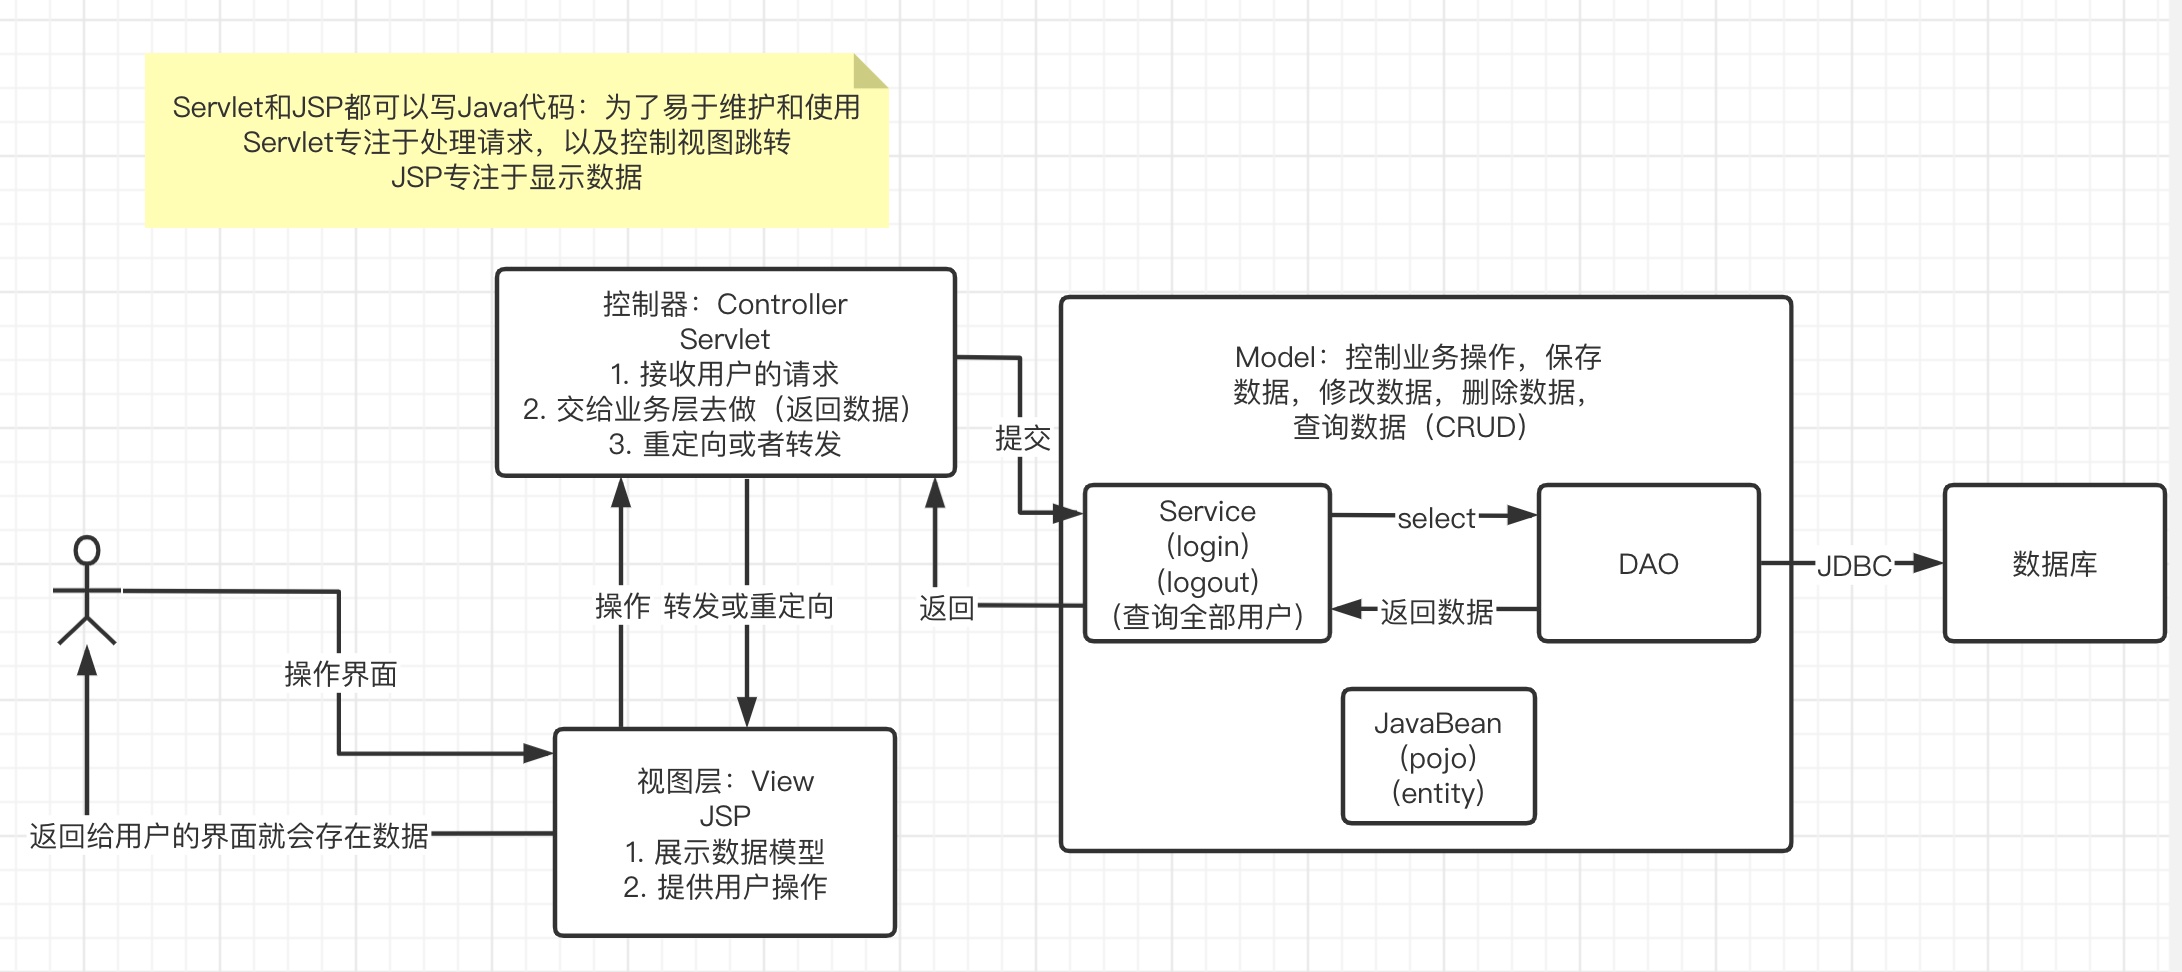 Servlet和JSP都可以写Java代码：为了易于维护和使用
Servlet专注于处理请求，以及控制视图跳转
JSP专注于显示数据
控制器：Controller
Servlet
1. 接收用户的请求
2. 交给业务层去做（返回数据）
3. 重定向或者转发
提交
Model：控制业务操作，保存
数据，修改数据，删除数据，
查询数据（CRUD）
Service
(login)
(logout)
(查询全部用户)
select
返回数据
DAO
JDBC
数据库
JavaBean
(pojo)
(entity)
返回
操作
转发或重定向
操作界面
视图层：View
JSP
1. 展示数据模型
2. 提供用户操作
返回给用户的界面就会存在数据